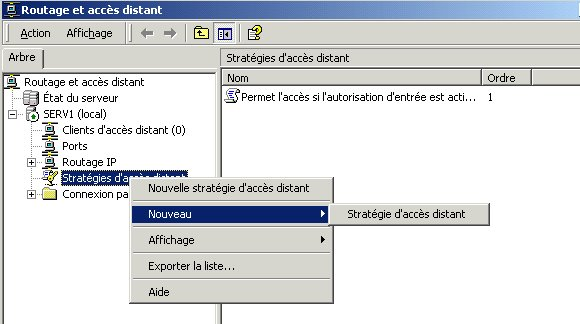 Routage et accès distant
Action Affichage
Arbre
Stratégies d'accès distant
Nom Ordre
Routage et accès distant
État du serveur
SERV1 (local)
Clients d'accès distant (0)
Ports
Routage IP
Stratégies d'accès distant
Connexion pa
Permet l'accès si l'autorisation d'entrée est acti... 1
Nouvelle stratégie d'accès distant
Nouveau
Stratégie d'accès distant
Affichage
Exporter la liste...
Aide